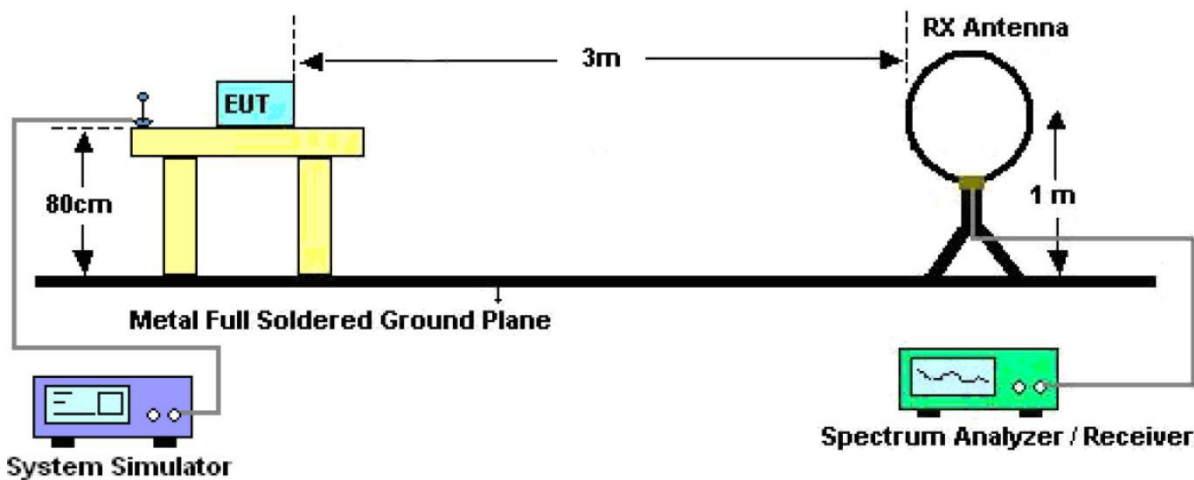 RX Antenna
3m
EUT
80cm
1 m
Metal Full Soldered Ground Plane
System Simulator
Spectrum Analyzer / Receiver